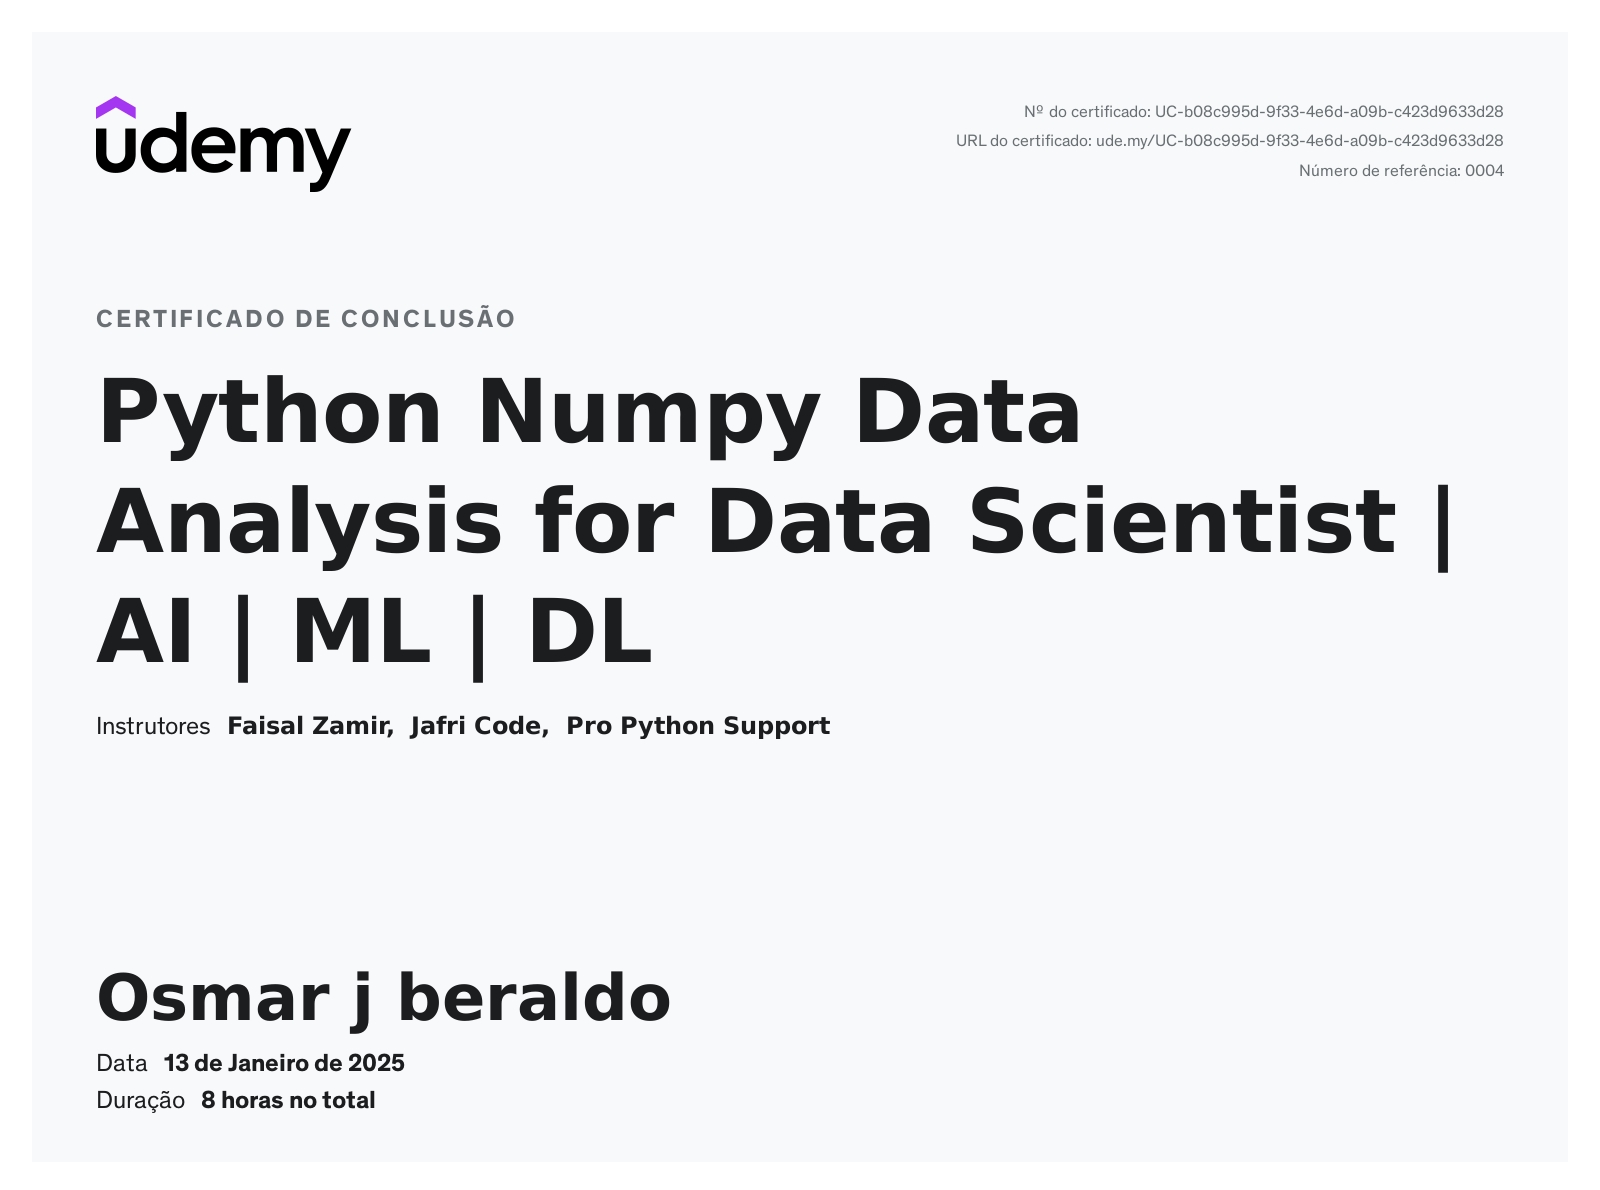 udemy
Nº do certificado: UC-b08c995d-9f33-4e6d-a09b-c423d9633d28
URL do certificado: ude.my/UC-b08c995d-9f33-4e6d-a09b-c423d9633d28
Número de referência: 0004
CERTIFICADO DE CONCLUSÃO
Python Numpy Data
Analysis for Data Scientist |
AI | ML | DL
Instrutores Faisal Zamir, Jafri Code, Pro Python Support
Osmar j beraldo
Data 13 de Janeiro de 2025
Duração 8 horas no total